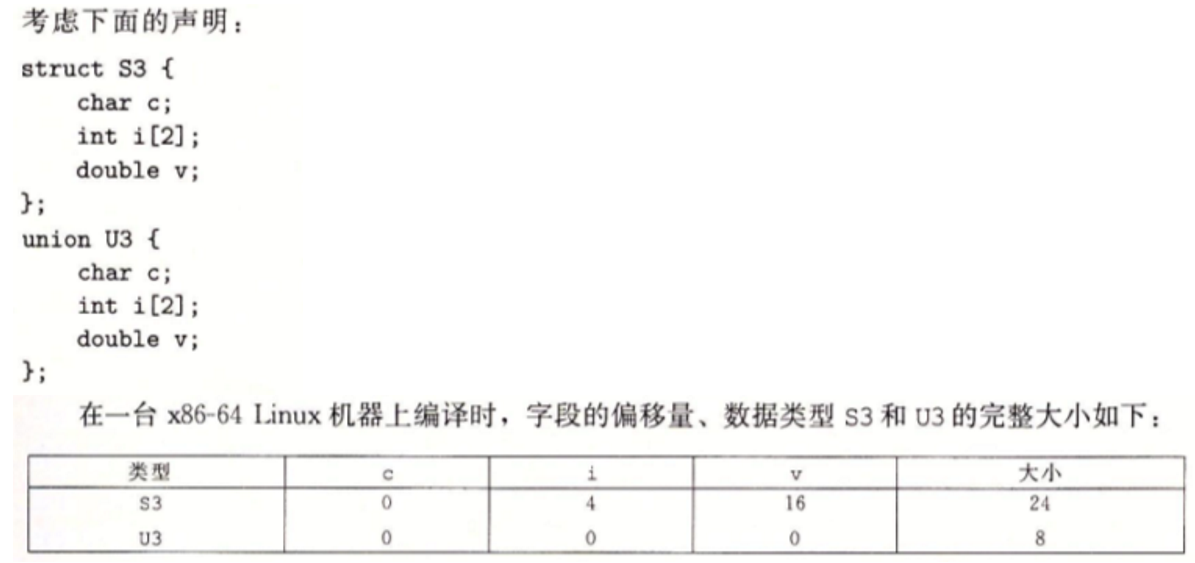 考虑下面的声明：
struct S3 {
    char c;
    int i[2];
    double v;
};
union U3 {
    char c;
    int i[2];
    double v;
};
在一台 x86-64 Linux 机器上编译时，字段的偏移量、数据类型 S3 和 U3 的完整大小如下：
类型 c i v 大小
S3 0 4 16 24
U3 0 0 0 8